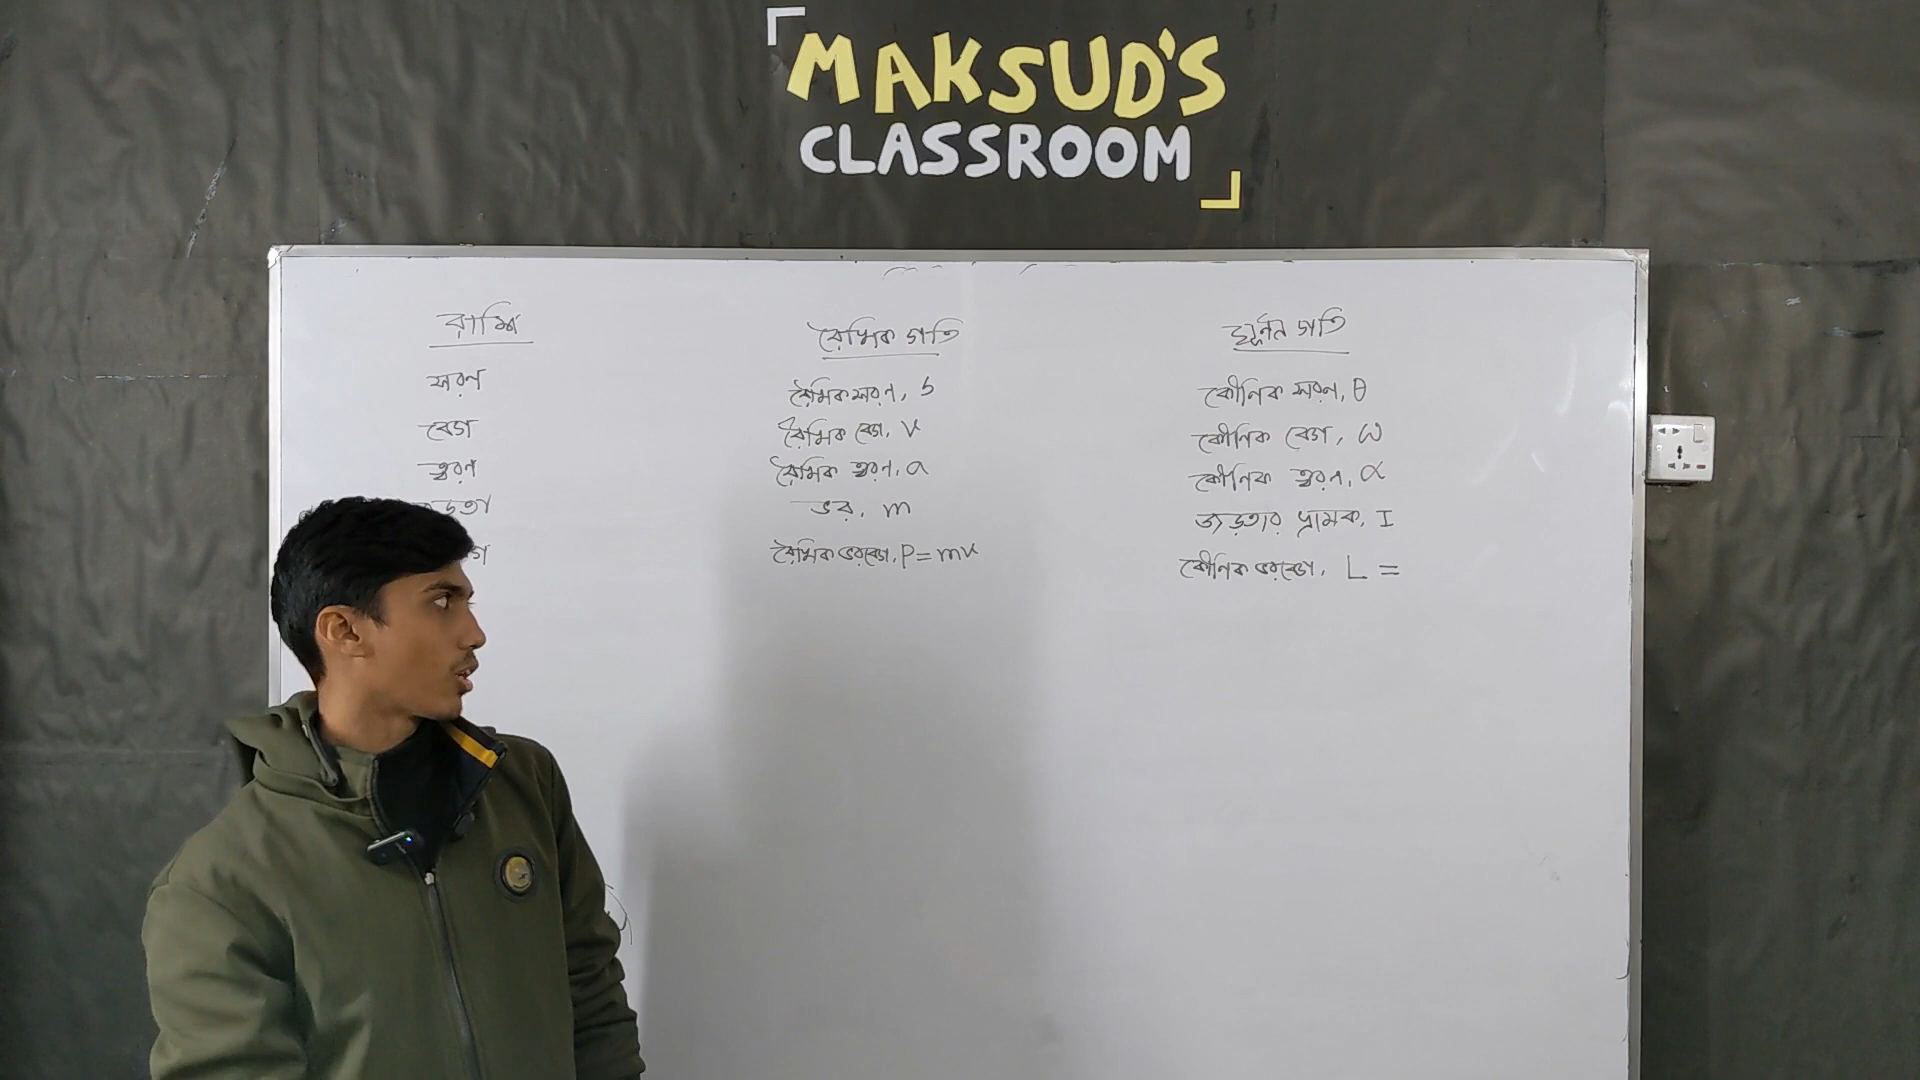 MAKSUD'S
CLASSROOM
রাশি রৈখিক গতি ঘূর্ণন গতি
সরণ রৈখিক সরণ, s কৌণিক সরণ, θ
বেগ রৈখিক বেগ, v কৌণিক বেগ, ω
ত্বরণ রৈখিক ত্বরণ, a কৌণিক ত্বরণ, α
ড়তা ভর, m জড়তার ভ্রামক, I
গ রৈখিক ভরবেগ, P = mv কৌণিক ভরবেগ, L =